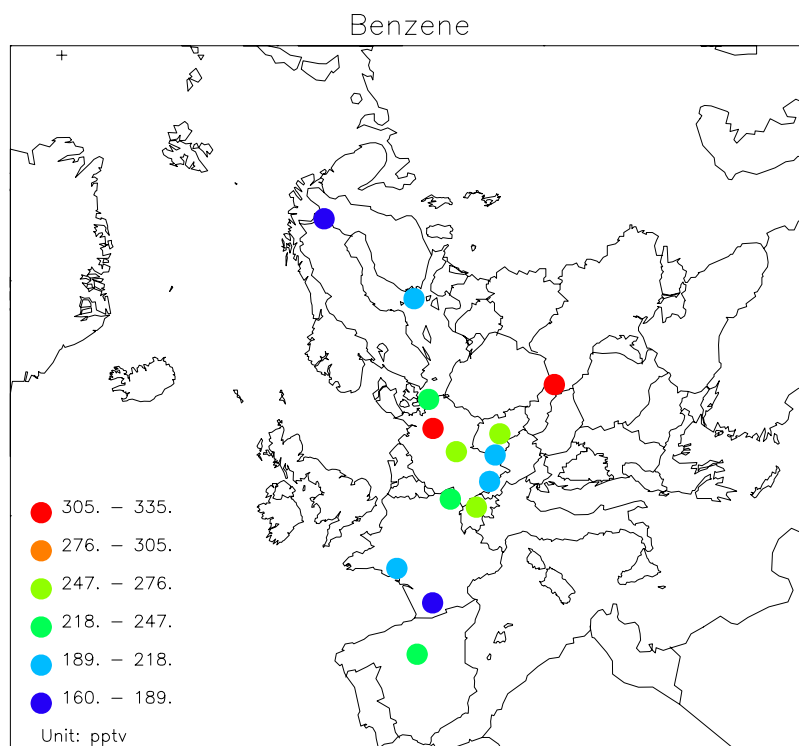 Benzene
305. – 335.
276. – 305.
247. – 276.
218. – 247.
189. – 218.
160. – 189.
Unit: pptv